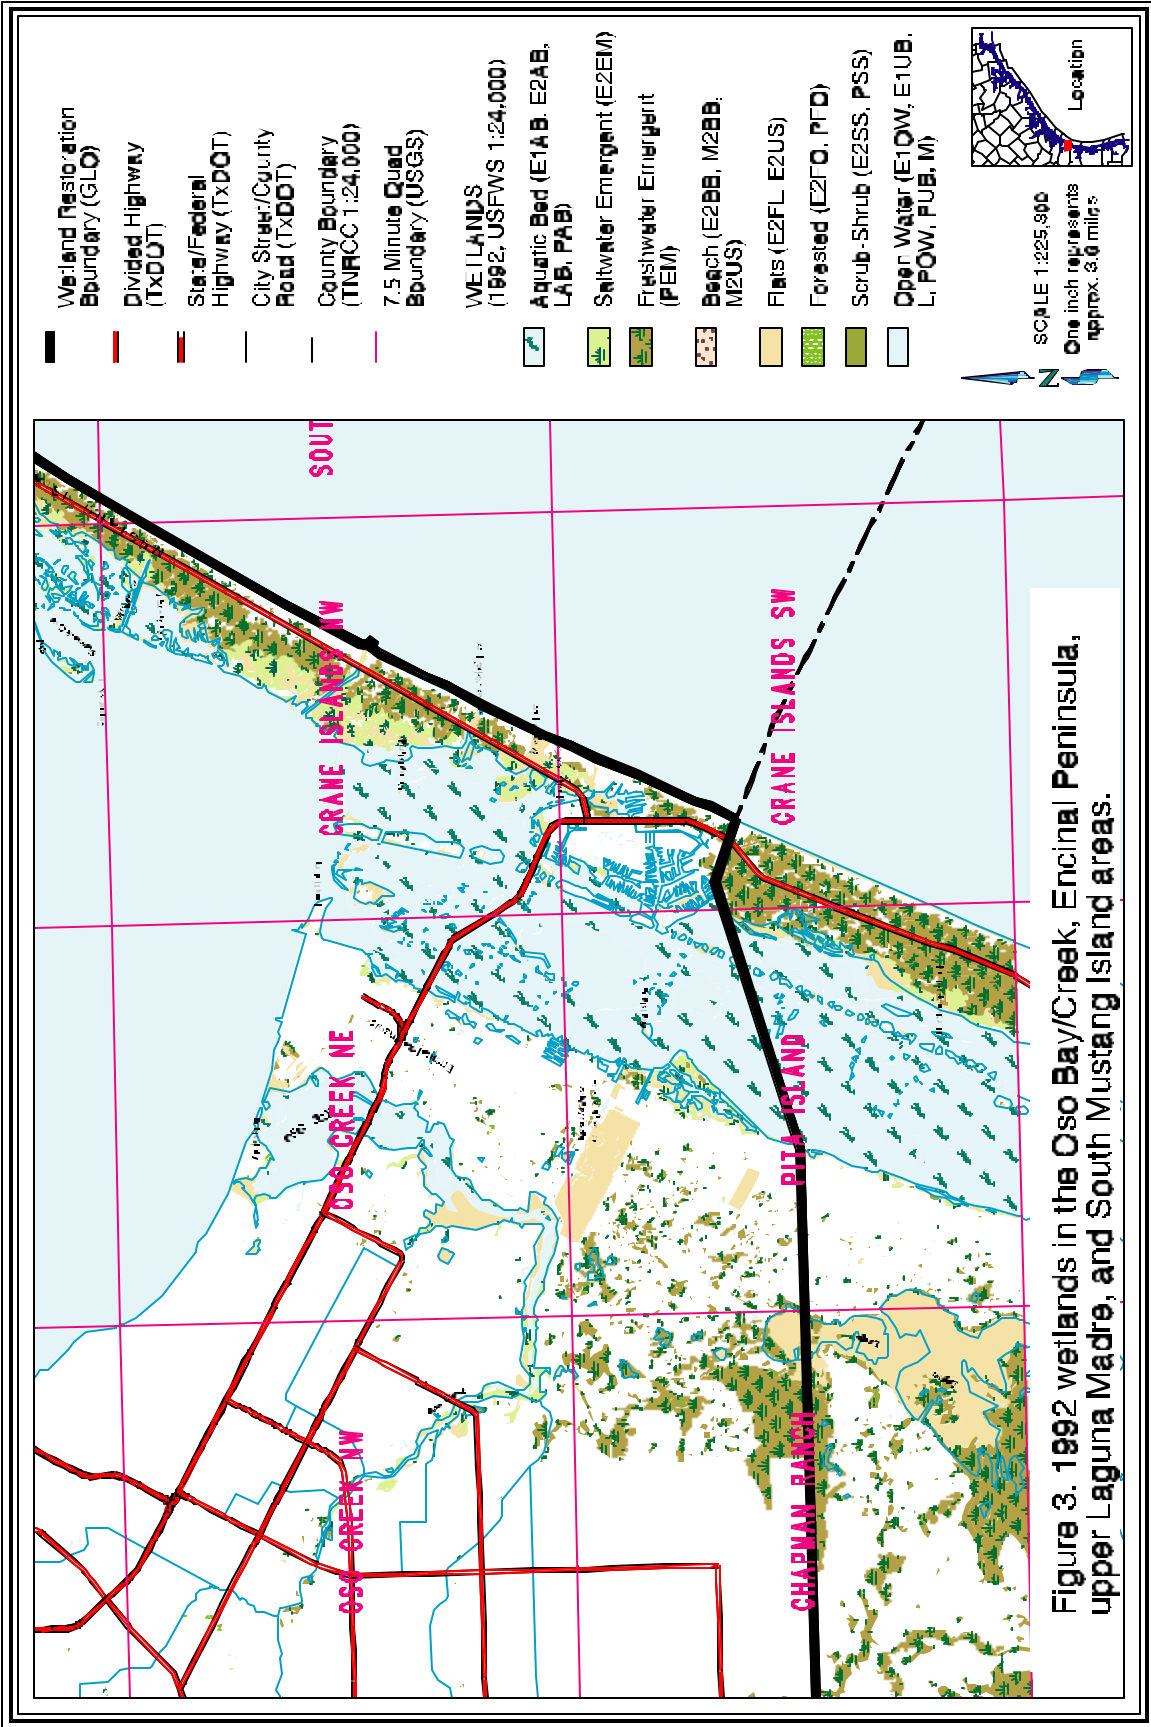 Wetland Restoration
Boundary (GLO)
Divided Highway
(TxDOT)
State/Federal
Highway (TxDOT)
City Street/County
Road (TxDOT)
County Boundary
(TNRCC 1:24,000)
7.5 Minute Quad
Boundary (USGS)
WETLANDS
(1992, USFWS 1:24,000)
Aquatic Bed (E1AB, E2AB,
LAB, PAB)
Saltwater Emergent (E2EM)
Freshwater Emergent
(PEM)
Beach (E2BB, M2BB,
M2US)
Flats (E2FL, E2US)
Forested (E2FO, PFO)
Scrub-Shrub (E2SS, PSS)
Open Water (E1OW, E1UB,
L, POW, PUB, M)
N
SCALE 1:225,900
One inch represents
approx. 3.6 miles
Location
SOUT
CRANE ISLANDS NW
CRANE ISLANDS SW
OSO CREEK NE
PITA ISLAND
OSO CREEK NW
CHAPMAN RANCH
Figure 3. 1992 wetlands in the Oso Bay/Creek, Encinal Peninsula,
upper Laguna Madre, and South Mustang Island areas.